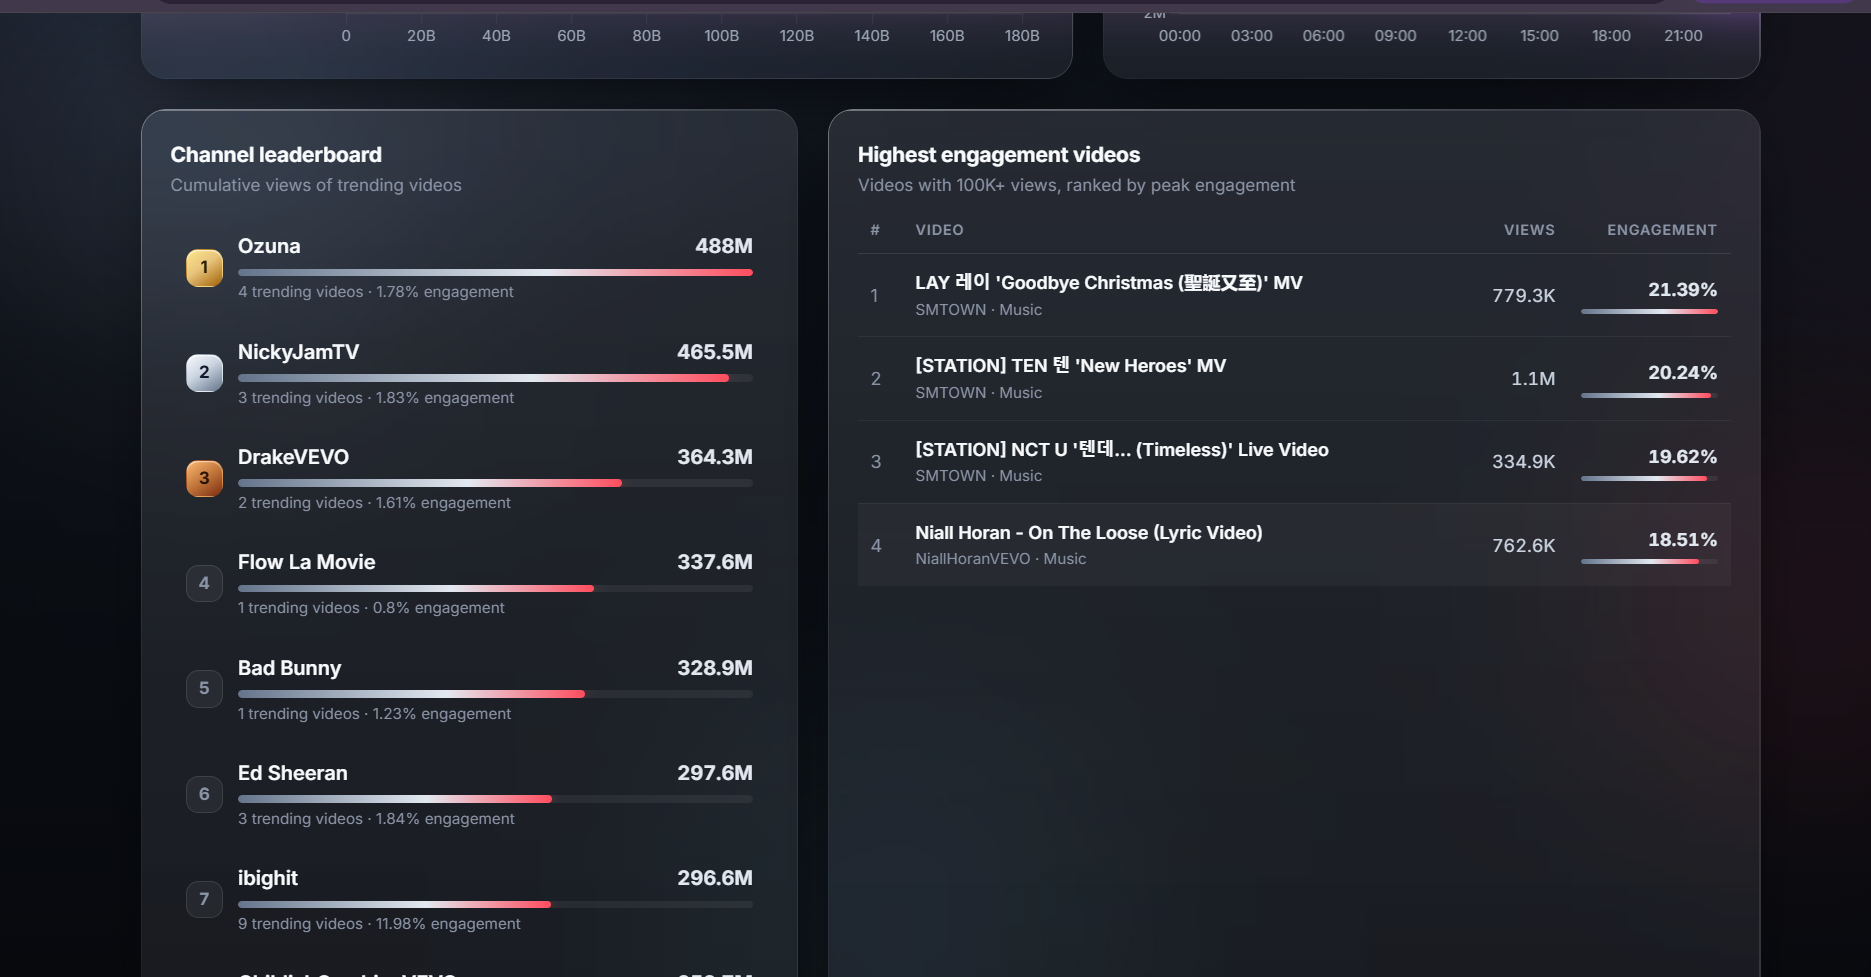 2M
0 20B 40B 60B 80B 100B 120B 140B 160B 180B
00:00 03:00 06:00 09:00 12:00 15:00 18:00 21:00
Channel leaderboard
Cumulative views of trending videos
1 Ozuna 488M
4 trending videos · 1.78% engagement
2 NickyJamTV 465.5M
3 trending videos · 1.83% engagement
3 DrakeVEVO 364.3M
2 trending videos · 1.61% engagement
4 Flow La Movie 337.6M
1 trending videos · 0.8% engagement
5 Bad Bunny 328.9M
1 trending videos · 1.23% engagement
6 Ed Sheeran 297.6M
3 trending videos · 1.84% engagement
7 ibighit 296.6M
9 trending videos · 11.98% engagement
Highest engagement videos
Videos with 100K+ views, ranked by peak engagement
# VIDEO VIEWS ENGAGEMENT
1 LAY 레이 'Goodbye Christmas (聖誕又至)' MV 779.3K 21.39%
SMTOWN · Music
2 [STATION] TEN 텐 'New Heroes' MV 1.1M 20.24%
SMTOWN · Music
3 [STATION] NCT U '텐데... (Timeless)' Live Video 334.9K 19.62%
SMTOWN · Music
4 Niall Horan - On The Loose (Lyric Video) 762.6K 18.51%
NiallHoranVEVO · Music